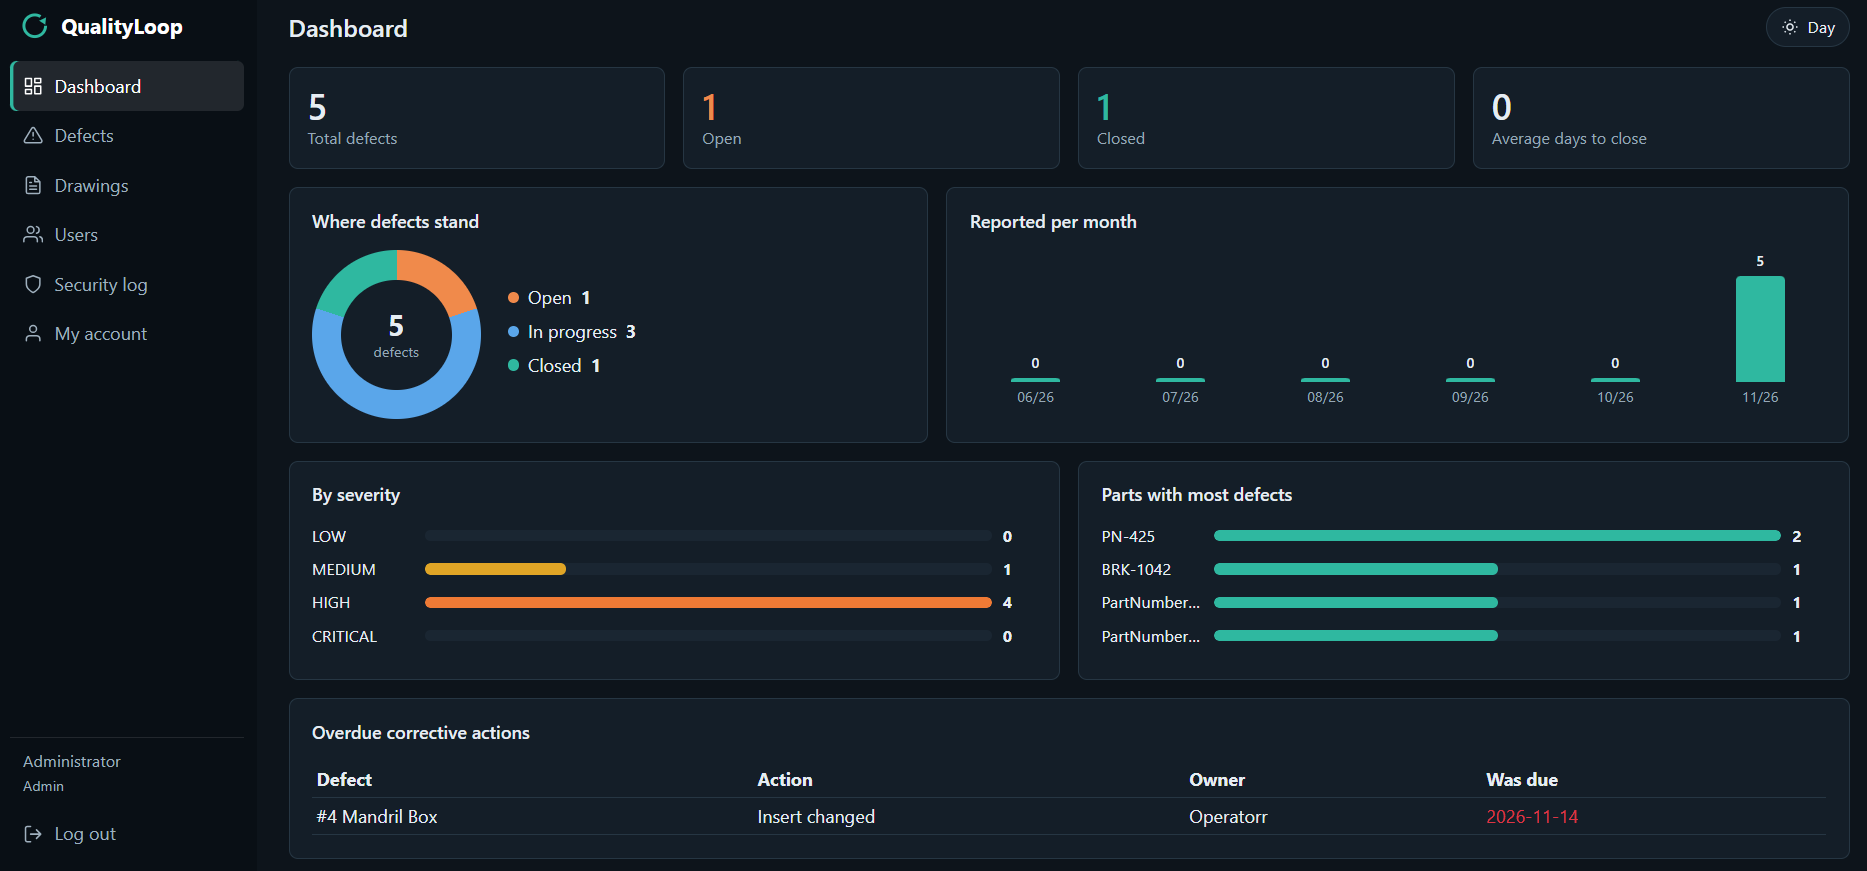 QualityLoop
Dashboard
Defects
Drawings
Users
Security log
My account
Administrator
Admin
Log out
Dashboard
Day
5
Total defects
1
Open
1
Closed
0
Average days to close
Where defects stand
5
defects
Open 1
In progress 3
Closed 1
Reported per month
0 0 0 0 0 5
06/26 07/26 08/26 09/26 10/26 11/26
By severity
LOW 0
MEDIUM 1
HIGH 4
CRITICAL 0
Parts with most defects
PN-425 2
BRK-1042 1
PartNumber... 1
PartNumber... 1
Overdue corrective actions
Defect Action Owner Was due
#4 Mandril Box Insert changed Operatorr 2026-11-14